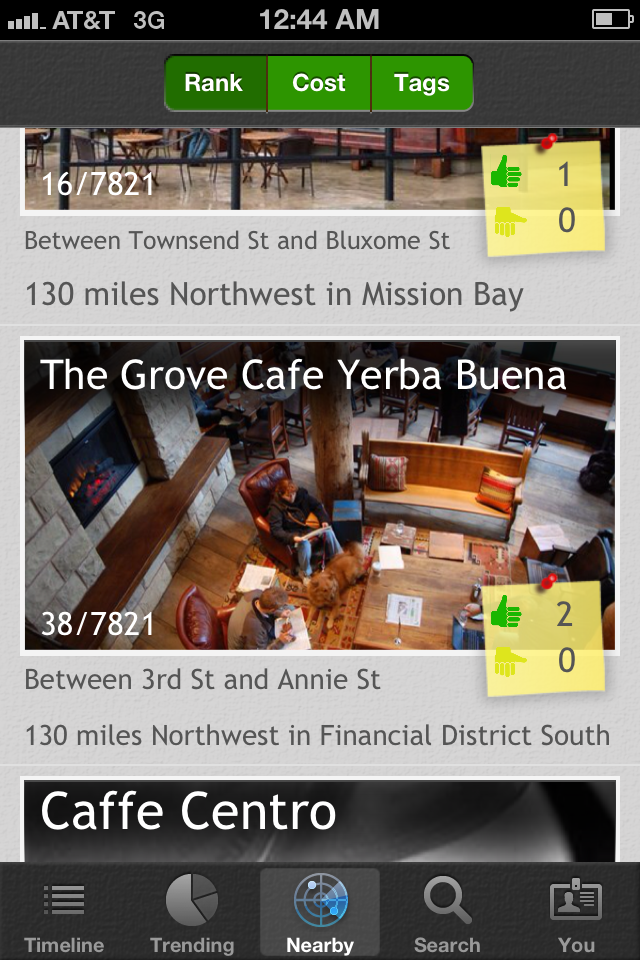 AT&T 3G 12:44 AM
Rank Cost Tags
16/7821
1
0
Between Townsend St and Bluxome St
130 miles Northwest in Mission Bay
The Grove Cafe Yerba Buena
38/7821
2
0
Between 3rd St and Annie St
130 miles Northwest in Financial District South
Caffe Centro
Timeline Trending Nearby Search You